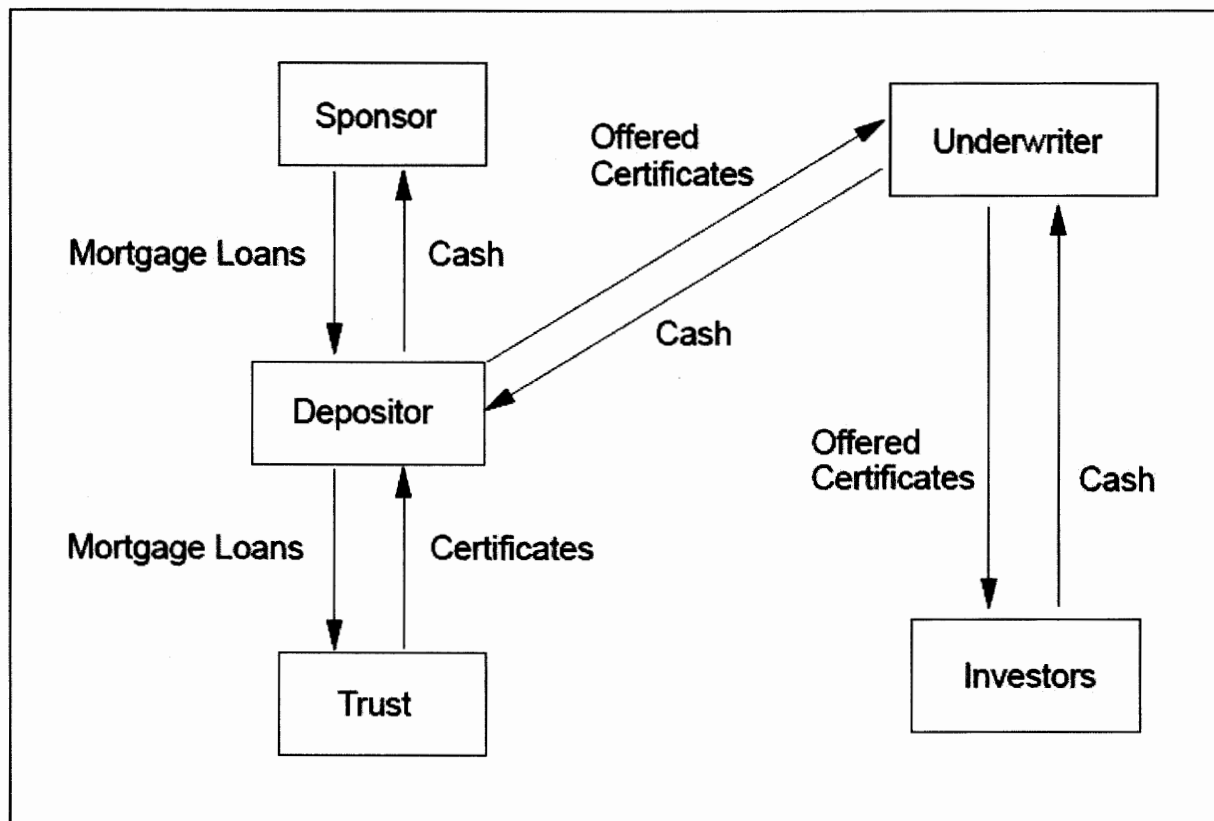 Sponsor
Underwriter
Offered
Certificates
Mortgage Loans
Cash
Cash
Depositor
Offered
Certificates
Cash
Mortgage Loans
Certificates
Investors
Trust